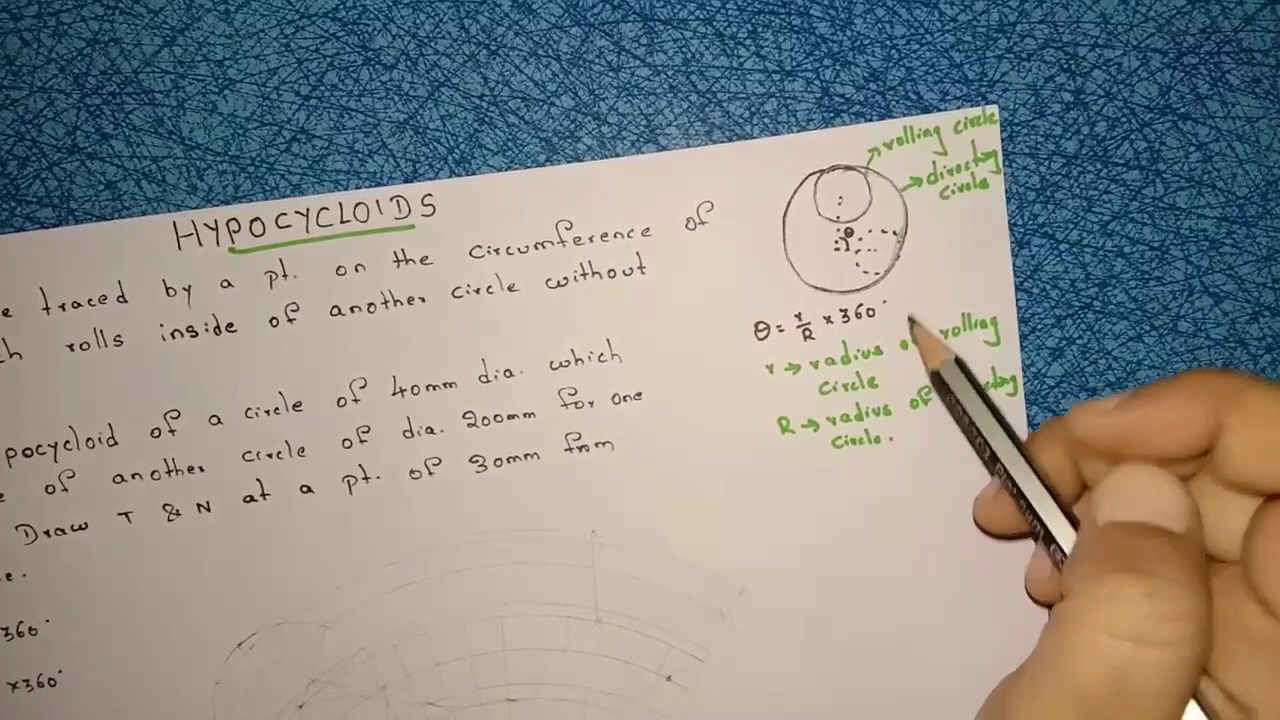 HYPOCYCLOIDS
traced by a pt. on the circumference of
rolls inside of another circle without
pocycloid of a circle of 40mm dia. which
of another circle of dia. 200mm for one
Draw T & N at a pt. of 30mm from
e.
360°
x360°
rolling circle
directing
circle
θ = r/R × 360°
r → radius of rolling
circle
R → radius of
circle.